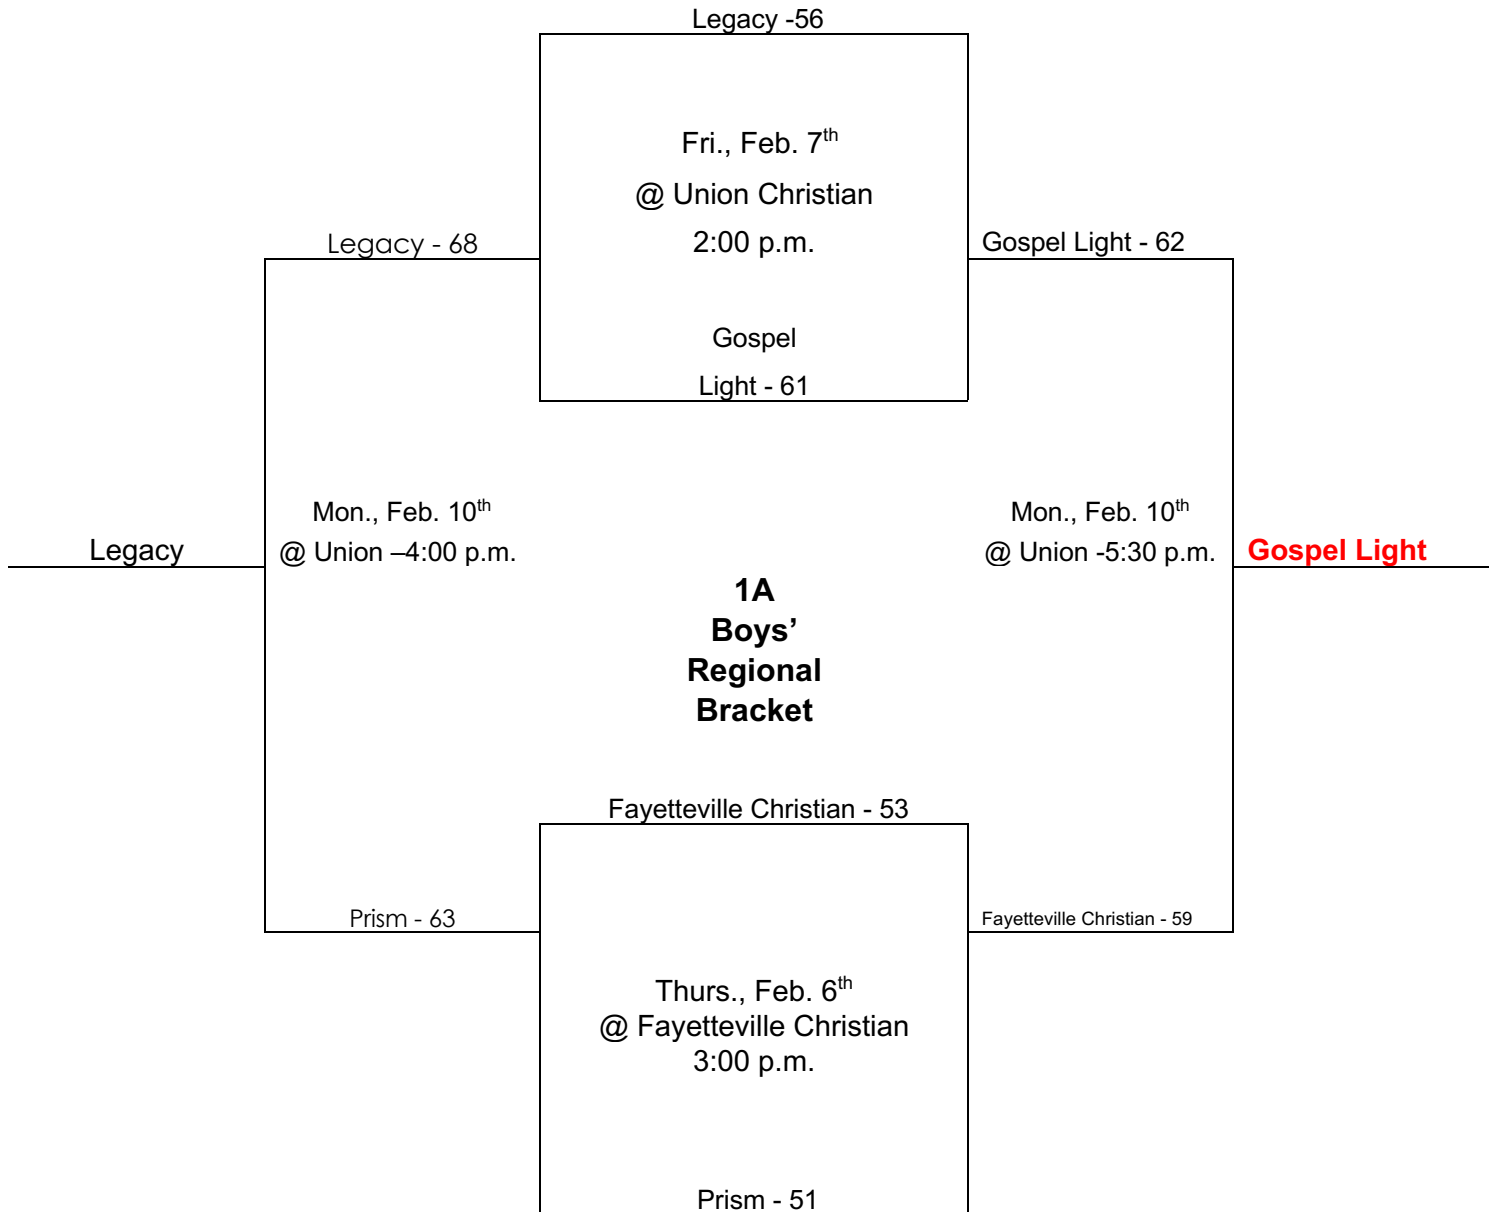 Legacy -56
Fri., Feb. 7th
@ Union Christian
2:00 p.m.
Legacy - 68
Gospel Light - 62
Gospel
Light - 61
Mon., Feb. 10th
@ Union –4:00 p.m.
Mon., Feb. 10th
@ Union -5:30 p.m.
Legacy
Gospel Light
1A
Boys’
Regional
Bracket
Fayetteville Christian - 53
Prism - 63
Fayetteville Christian - 59
Thurs., Feb. 6th
@ Fayetteville Christian
3:00 p.m.
Prism - 51